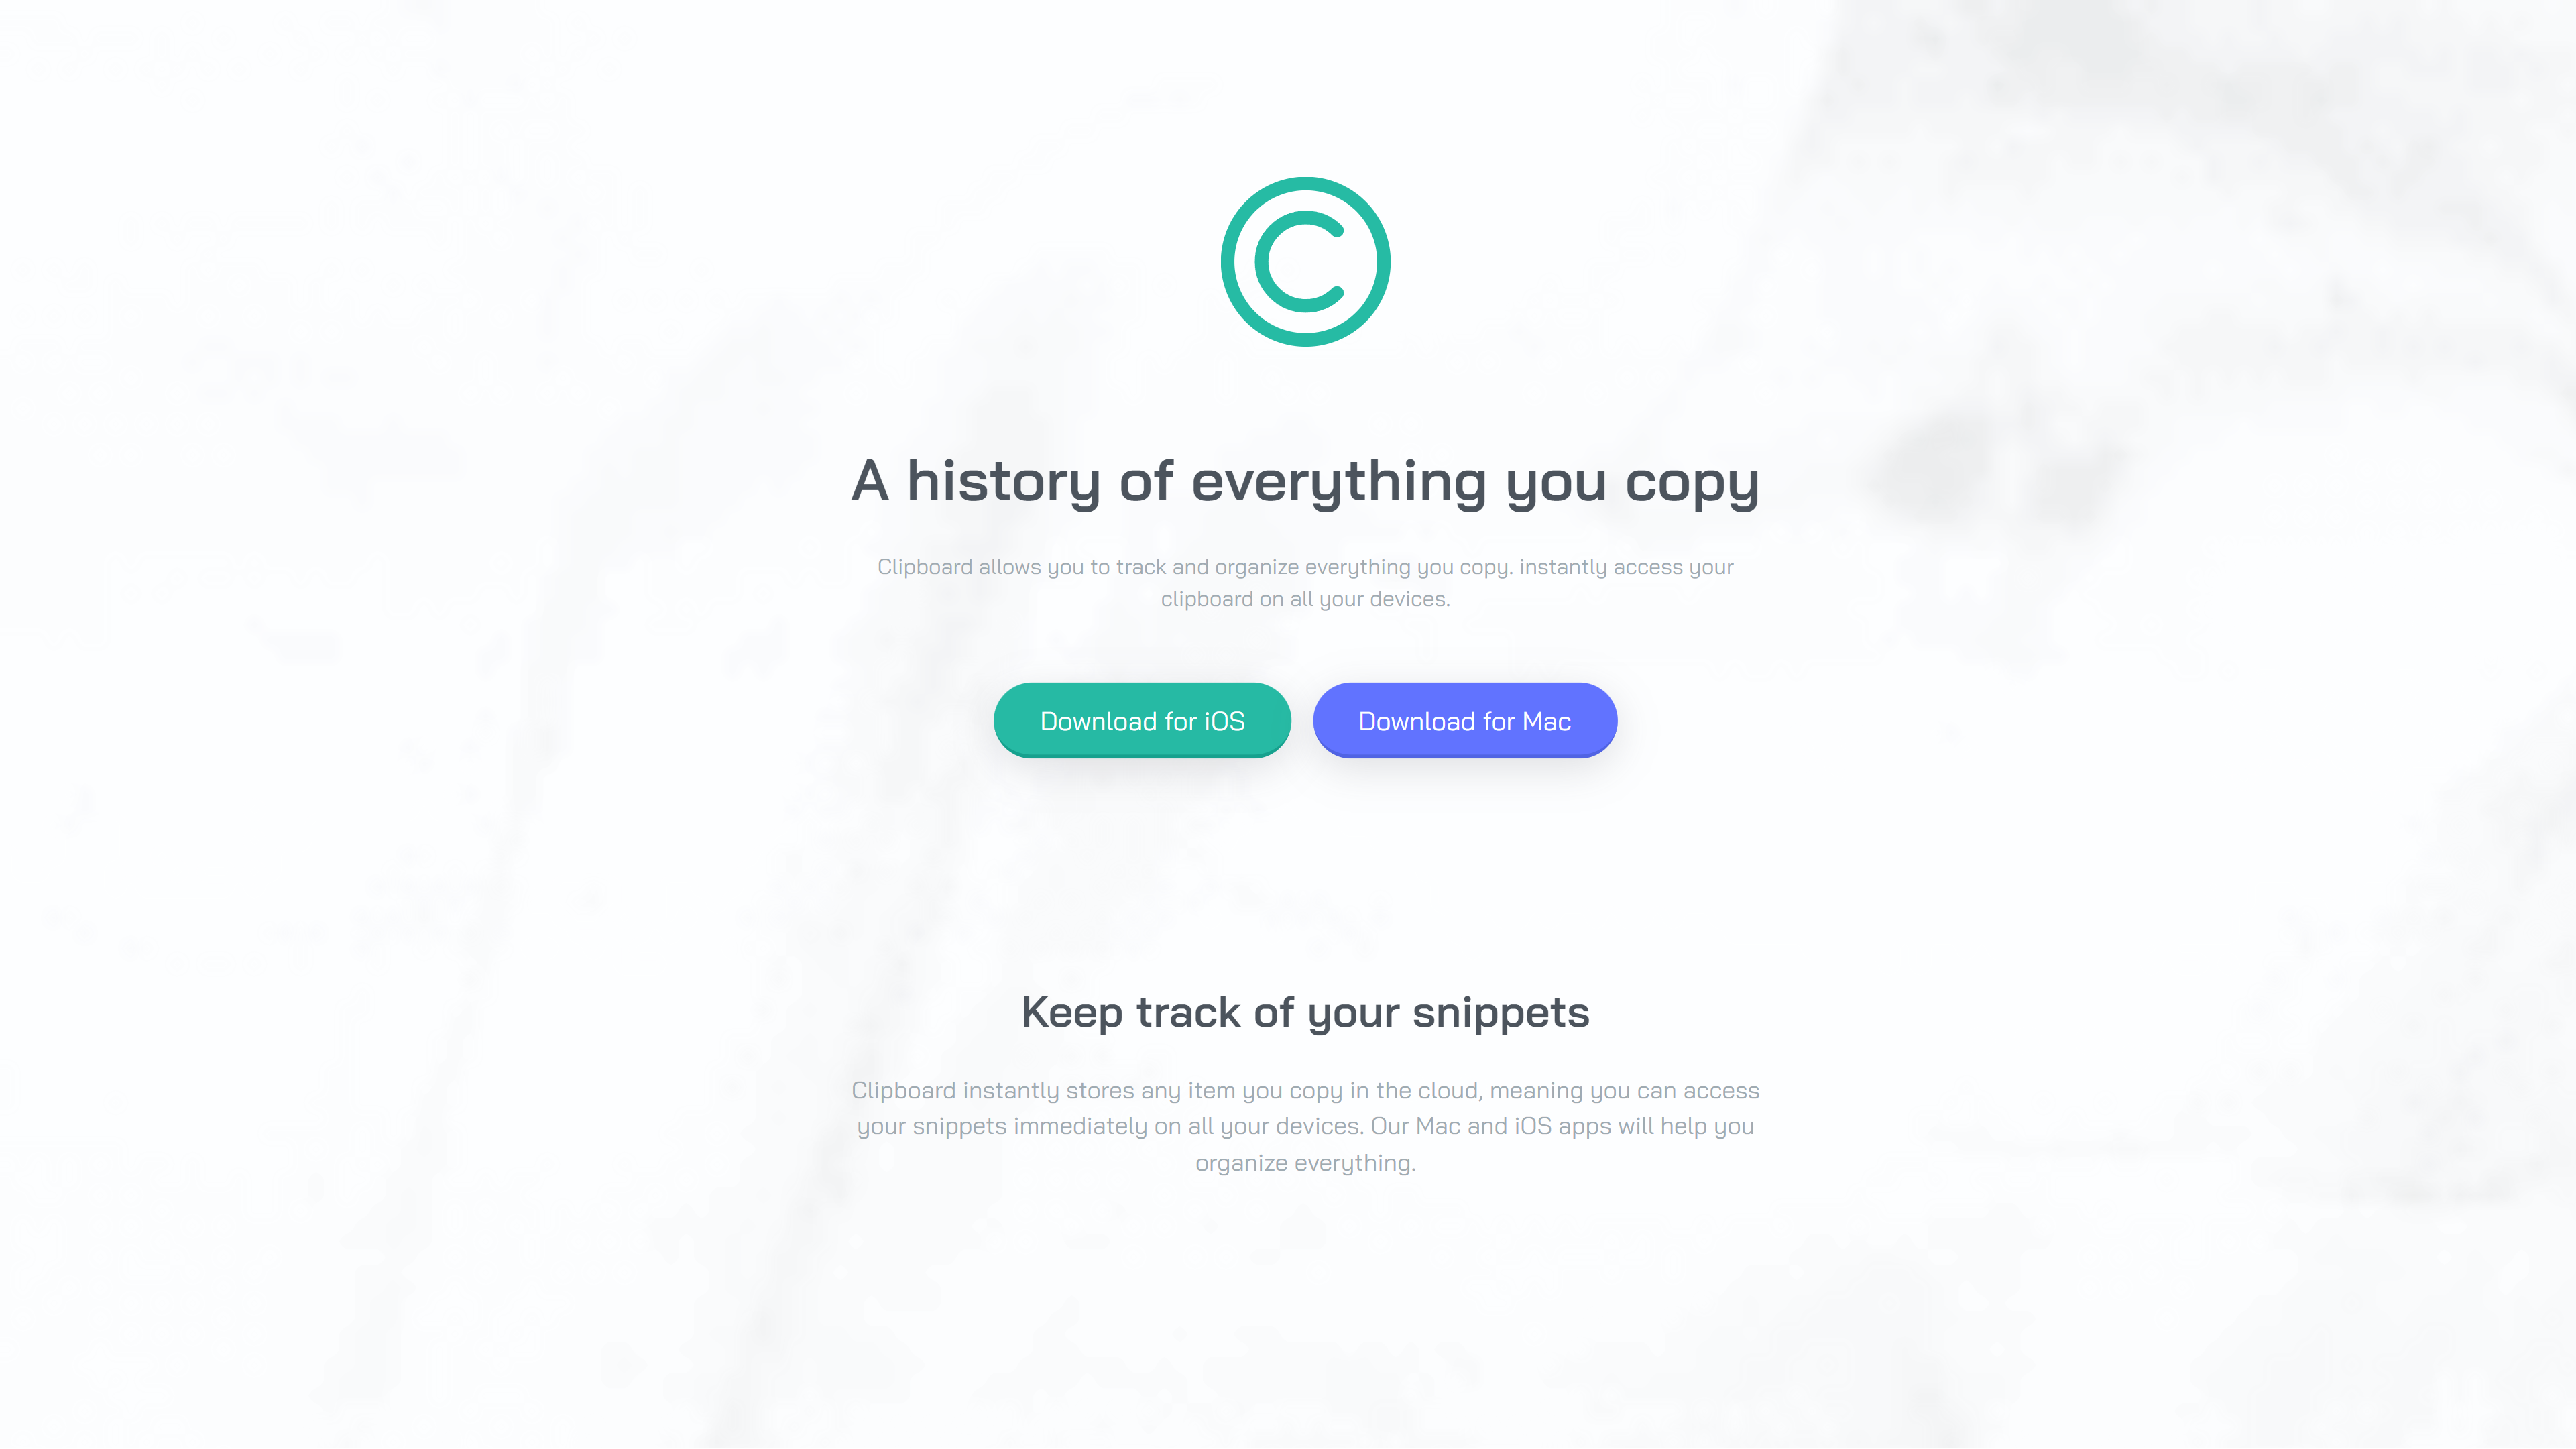 A history of everything you copy
Clipboard allows you to track and organize everything you copy. instantly access your
clipboard on all your devices.
Download for iOS
Download for Mac
Keep track of your snippets
Clipboard instantly stores any item you copy in the cloud, meaning you can access
your snippets immediately on all your devices. Our Mac and iOS apps will help you
organize everything.